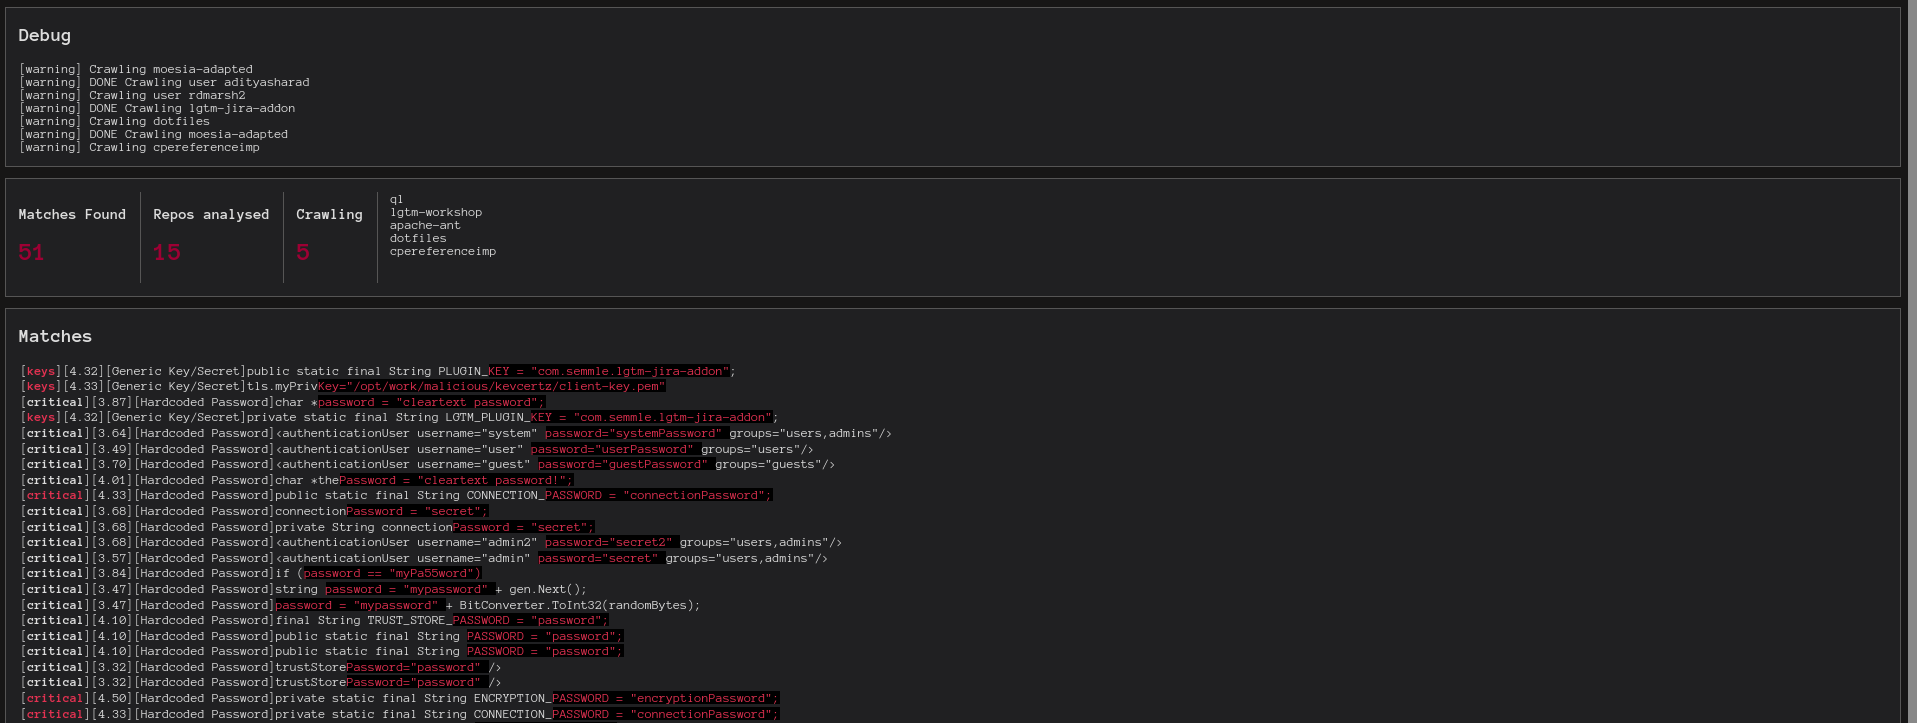 Debug
[warning] Crawling moesia-adapted
[warning] DONE Crawling user adityasharad
[warning] Crawling user rdmarsh2
[warning] DONE Crawling lgtm-jira-addon
[warning] Crawling dotfiles
[warning] DONE Crawling moesia-adapted
[warning] Crawling cpereferenceimp
Matches Found
51
Repos analysed
15
Crawling
5
ql
lgtm-workshop
apache-ant
dotfiles
cpereferenceimp
Matches
[keys][4.32][Generic Key/Secret]public static final String PLUGIN_KEY = "com.semmle.lgtm-jira-addon";
[keys][4.33][Generic Key/Secret]tls.myPrivKey="/opt/work/malicious/kevcertz/client-key.pem"
[critical][3.87][Hardcoded Password]char *password = "cleartext password";
[keys][4.32][Generic Key/Secret]private static final String LGTM_PLUGIN_KEY = "com.semmle.lgtm-jira-addon";
[critical][3.64][Hardcoded Password]<authenticationUser username="system" password="systemPassword" groups="users,admins"/>
[critical][3.49][Hardcoded Password]<authenticationUser username="user" password="userPassword" groups="users"/>
[critical][3.70][Hardcoded Password]<authenticationUser username="guest" password="guestPassword" groups="guests"/>
[critical][4.01][Hardcoded Password]char *thePassword = "cleartext password!";
[critical][4.33][Hardcoded Password]public static final String CONNECTION_PASSWORD = "connectionPassword";
[critical][3.68][Hardcoded Password]connectionPassword = "secret";
[critical][3.68][Hardcoded Password]private String connectionPassword = "secret";
[critical][3.68][Hardcoded Password]<authenticationUser username="admin2" password="secret2" groups="users,admins"/>
[critical][3.57][Hardcoded Password]<authenticationUser username="admin" password="secret" groups="users,admins"/>
[critical][3.84][Hardcoded Password]if (password == "myPa55word")
[critical][3.47][Hardcoded Password]string password = "mypassword" + gen.Next();
[critical][3.47][Hardcoded Password]password = "mypassword" + BitConverter.ToInt32(randomBytes);
[critical][4.10][Hardcoded Password]final String TRUST_STORE_PASSWORD = "password";
[critical][4.10][Hardcoded Password]public static final String PASSWORD = "password";
[critical][4.10][Hardcoded Password]public static final String PASSWORD = "password";
[critical][3.32][Hardcoded Password]trustStorePassword="password" />
[critical][3.32][Hardcoded Password]trustStorePassword="password" />
[critical][4.50][Hardcoded Password]private static final String ENCRYPTION_PASSWORD = "encryptionPassword";
[critical][4.33][Hardcoded Password]private static final String CONNECTION_PASSWORD = "connectionPassword";